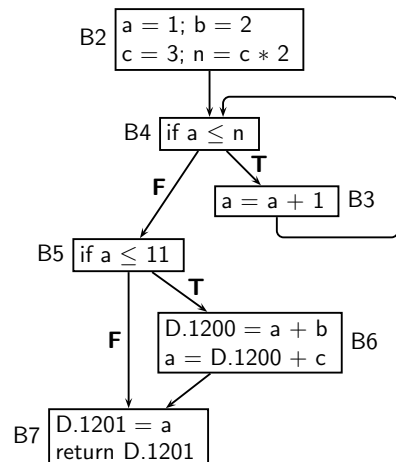 B2
a = 1; b = 2
c = 3; n = c * 2
B4
if a ≤ n
F
T
a = a + 1
B3
B5
if a ≤ 11
F
T
D.1200 = a + b
a = D.1200 + c
B6
B7
D.1201 = a
return D.1201